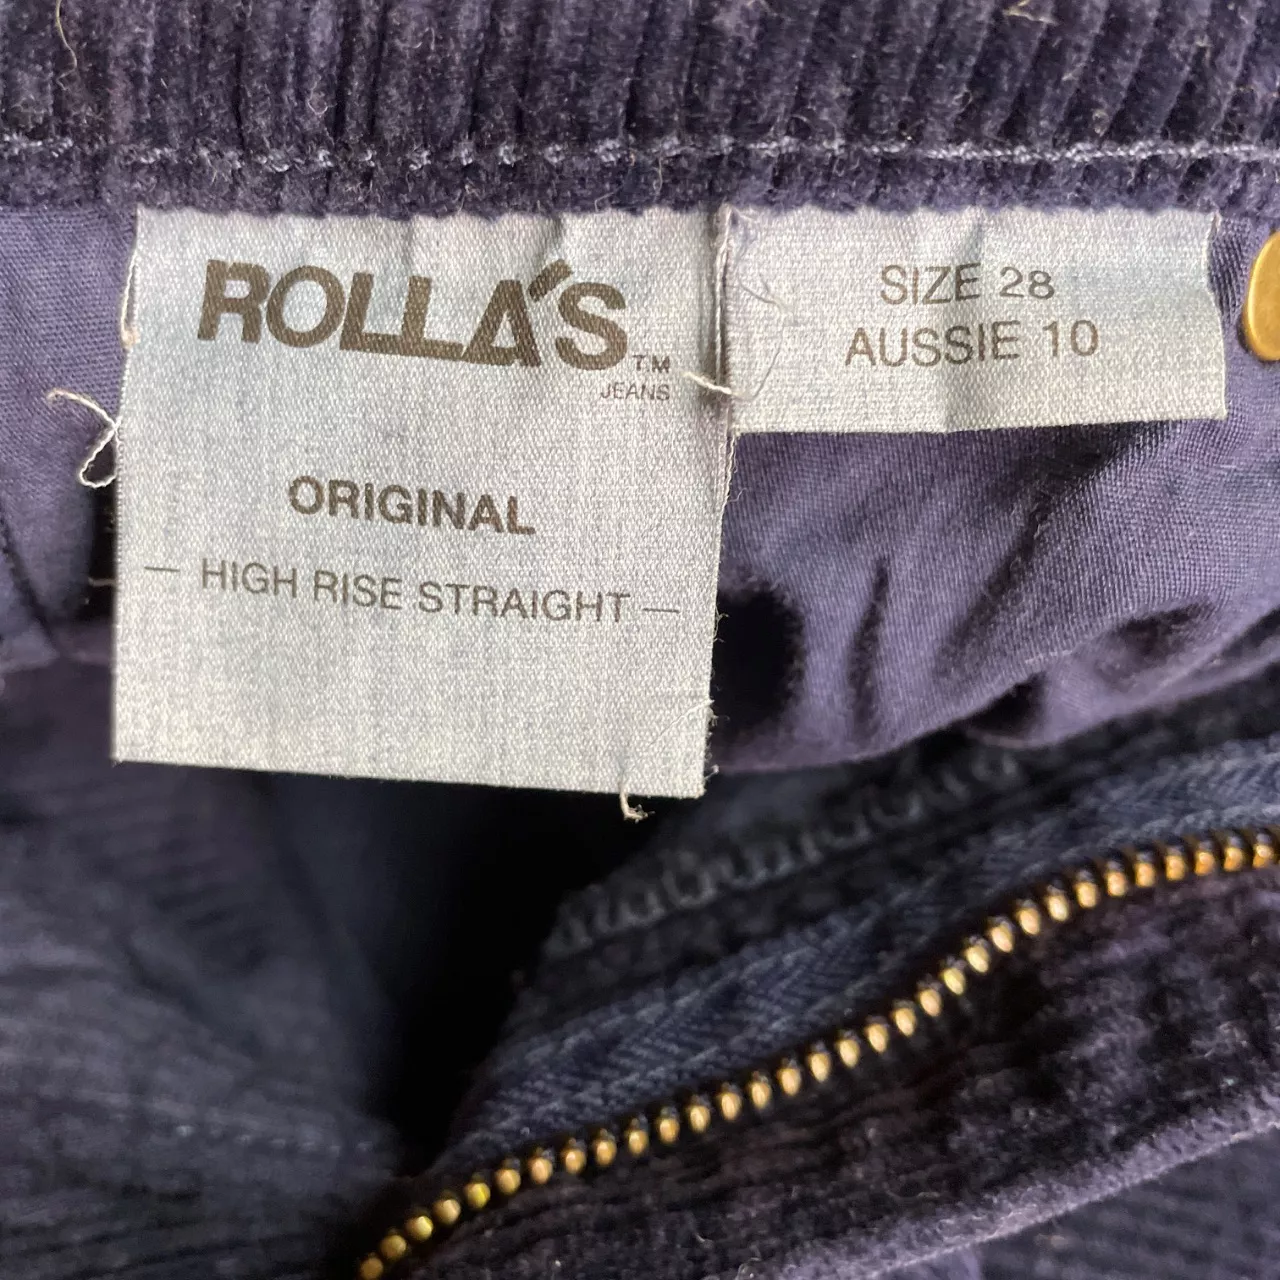 ROLLA'S
TM
JEANS
ORIGINAL
— HIGH RISE STRAIGHT —
SIZE 28
AUSSIE 10